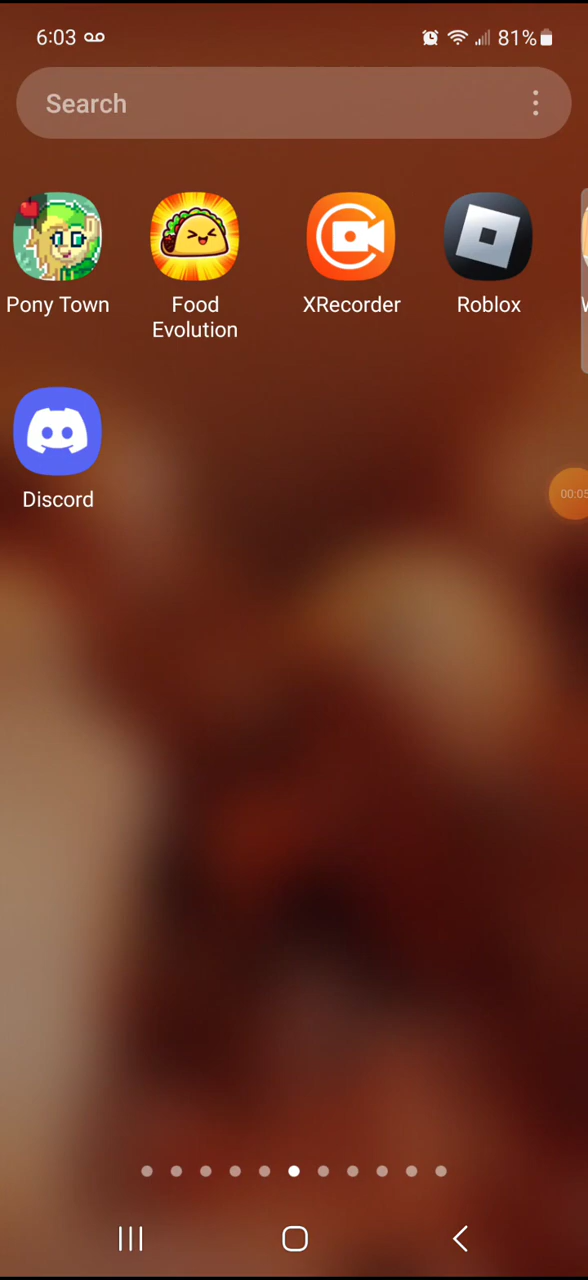 6:03
81%
Search
Pony Town
Food
Evolution
XRecorder
Roblox
Discord
00:05